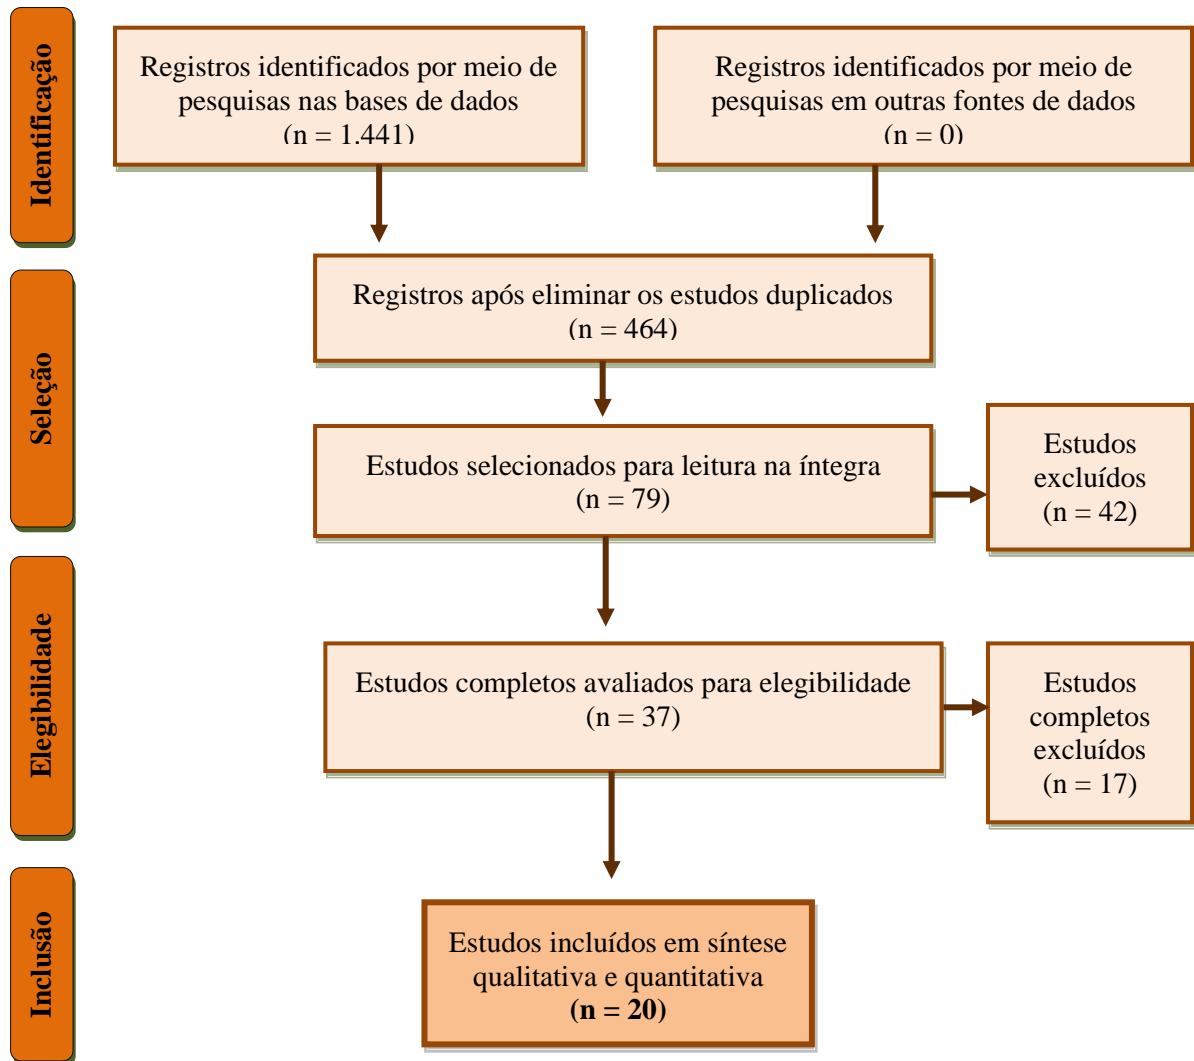 Identificação
Registros identificados por meio de
pesquisas nas bases de dados
(n = 1.441)
Registros identificados por meio de
pesquisas em outras fontes de dados
(n = 0)
Seleção
Registros após eliminar os estudos duplicados
(n = 464)
Estudos selecionados para leitura na íntegra
(n = 79)
Estudos
excluídos
(n = 42)
Elegibilidade
Estudos completos avaliados para elegibilidade
(n = 37)
Estudos
completos
excluídos
(n = 17)
Inclusão
Estudos incluídos em síntese
qualitativa e quantitativa
(n = 20)